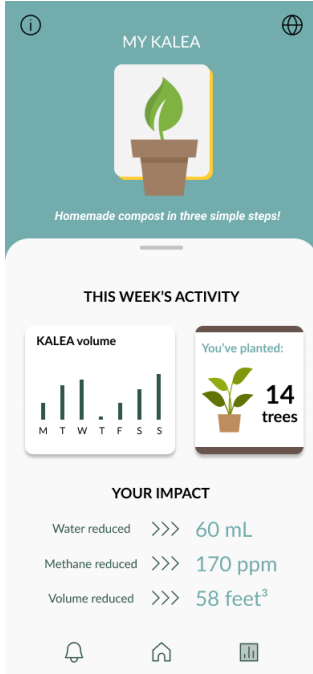 MY KALEA
Homemade compost in three simple steps!
THIS WEEK'S ACTIVITY
KALEA volume
M T W T F S S
You've planted:
14
trees
YOUR IMPACT
Water reduced >>> 60 mL
Methane reduced >>> 170 ppm
Volume reduced >>> 58 feet³